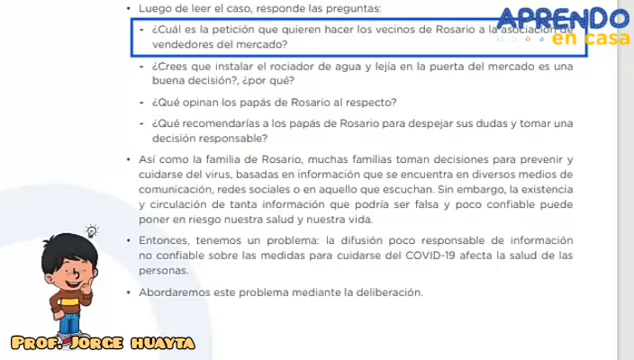 • Luego de leer el caso, responde las preguntas:
APRENDO
en casa
- ¿Cuál es la petición que quieren hacer los vecinos de Rosario a la asociación de
vendedores del mercado?
- ¿Crees que instalar el rociador de agua y lejía en la puerta del mercado es una
buena decisión?, ¿por qué?
- ¿Qué opinan los papás de Rosario al respecto?
- ¿Qué recomendarías a los papás de Rosario para despejar sus dudas y tomar una
decisión responsable?
• Así como la familia de Rosario, muchas familias toman decisiones para prevenir y
cuidarse del virus, basadas en información que se encuentra en diversos medios de
comunicación, redes sociales o en aquello que escuchan. Sin embargo, la existencia
y circulación de tanta información que podría ser falsa y poco confiable puede
poner en riesgo nuestra salud y nuestra vida.
• Entonces, tenemos un problema: la difusión poco responsable de información
no confiable sobre las medidas para cuidarse del COVID-19 afecta la salud de las
personas.
• Abordaremos este problema mediante la deliberación.
PROF. JORGE HUAYTA